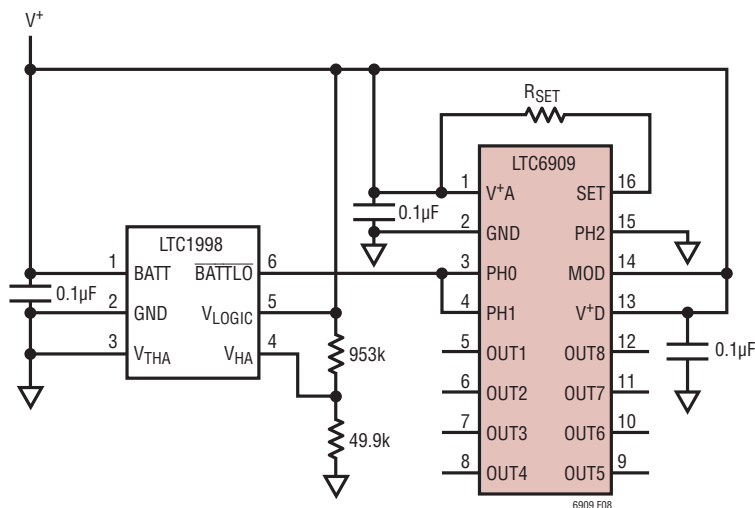 V+
RSET
LTC6909
1 V+A SET 16
0.1µF
2 GND PH2 15
LTC1998
1 BATT BATTLO 6
3 PH0 MOD 14
0.1µF
2 GND VLOGIC 5
4 PH1 V+D 13
3 VTHA VHA 4
953k
5 OUT1 OUT8 12
0.1µF
6 OUT2 OUT7 11
49.9k
7 OUT3 OUT6 10
8 OUT4 OUT5 9
6909 F08